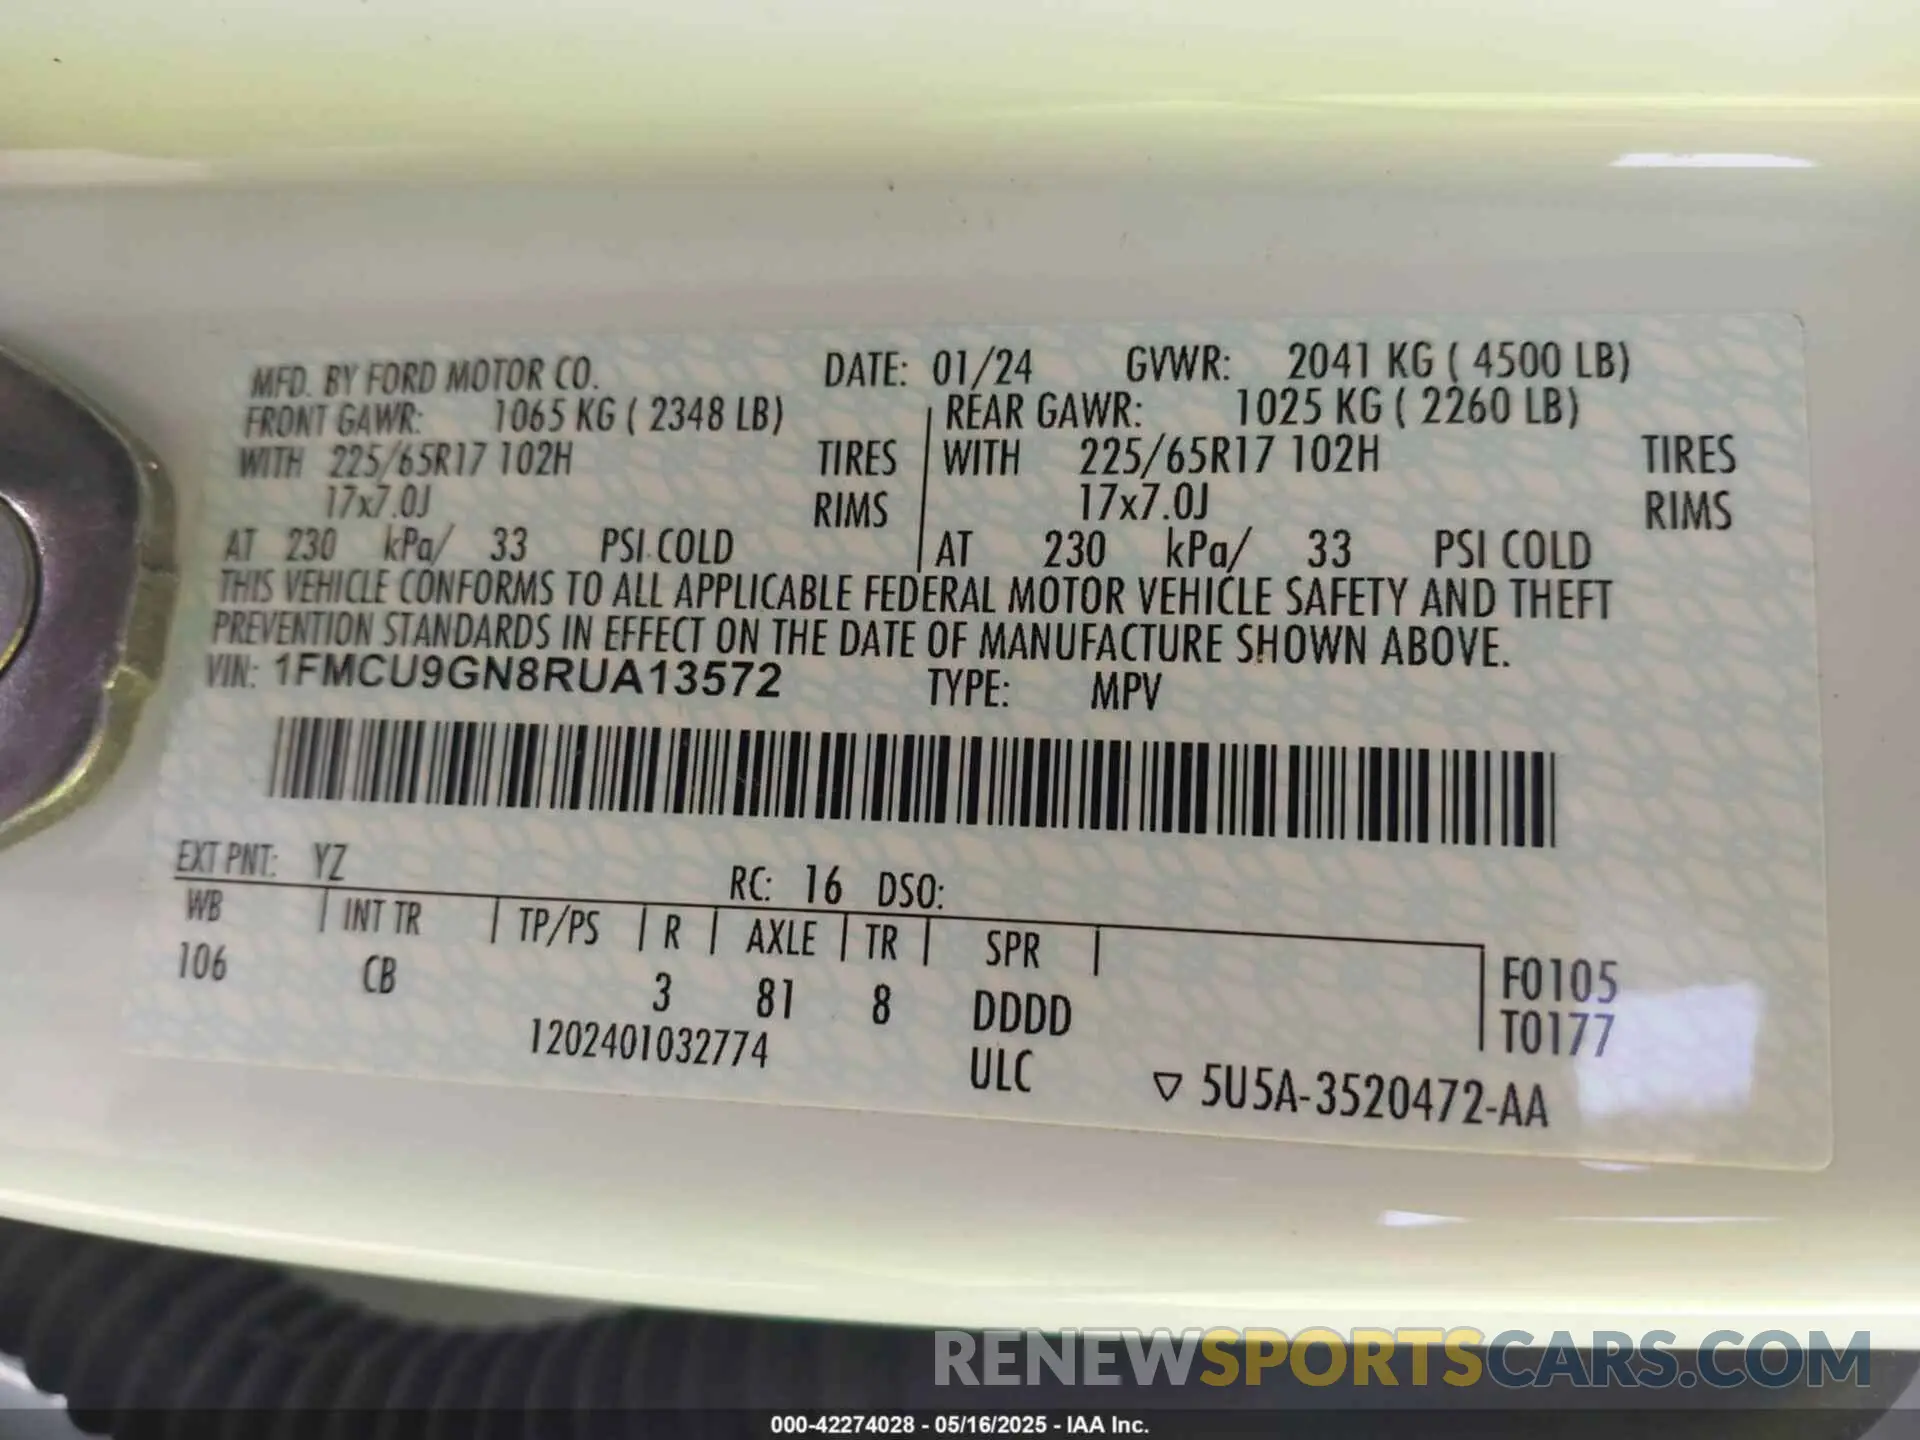 MFD. BY FORD MOTOR CO. DATE: 01/24 GVWR: 2041 KG ( 4500 LB)
FRONT GAWR: 1065 KG ( 2348 LB) REAR GAWR: 1025 KG ( 2260 LB)
WITH 225/65R17 102H TIRES WITH 225/65R17 102H TIRES
17x7.0J RIMS 17x7.0J RIMS
AT 230 kPa/ 33 PSI COLD AT 230 kPa/ 33 PSI COLD
THIS VEHICLE CONFORMS TO ALL APPLICABLE FEDERAL MOTOR VEHICLE SAFETY AND THEFT
PREVENTION STANDARDS IN EFFECT ON THE DATE OF MANUFACTURE SHOWN ABOVE.
VIN: 1FMCU9GN8RUA13572 TYPE: MPV
EXT PNT: YZ RC: 16 DSO:
WB INT TR TP/PS R AXLE TR SPR
106 CB 3 81 8 DDDD
F0105
T0177
1202401032774 ULC ▽ 5U5A-3520472-AA
RENEWSPORTSCARS.COM
000-42274028 - 05/16/2025 - IAA Inc.